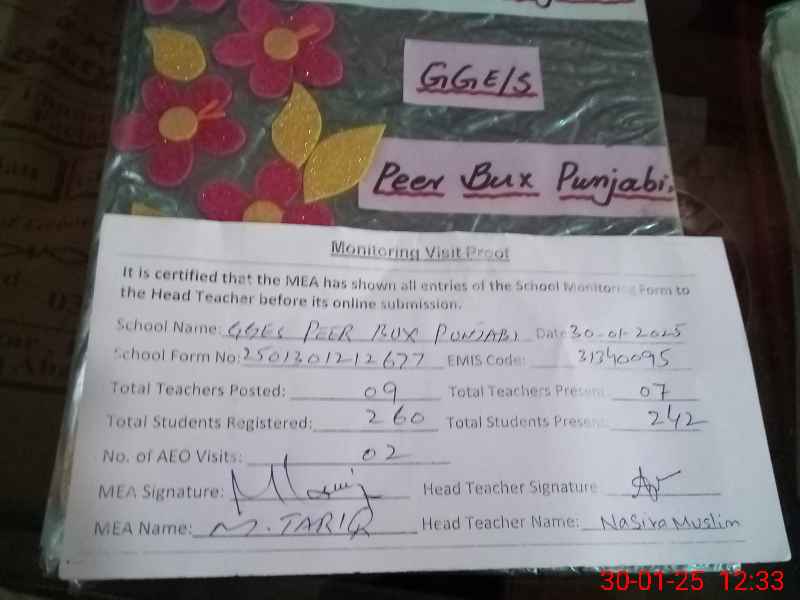 GGE/S
Peer Bux Punjabi.
Monitoring Visit Proof
It is certified that the MEA has shown all entries of the School Monitoring Form to
the Head Teacher before its online submission.
School Name: GGES PEER BUX PUNJABI Date 30-01-2025
School Form No: 2501301212677 EMIS Code: 31340095
Total Teachers Posted: 09 Total Teachers Present: 07
Total Students Registered: 260 Total Students Present: 242
No. of AEO Visits: 02
MEA Signature: Head Teacher Signature
MEA Name: M. TARIQ Head Teacher Name: Nasira Muslim
30-01-25 12:33